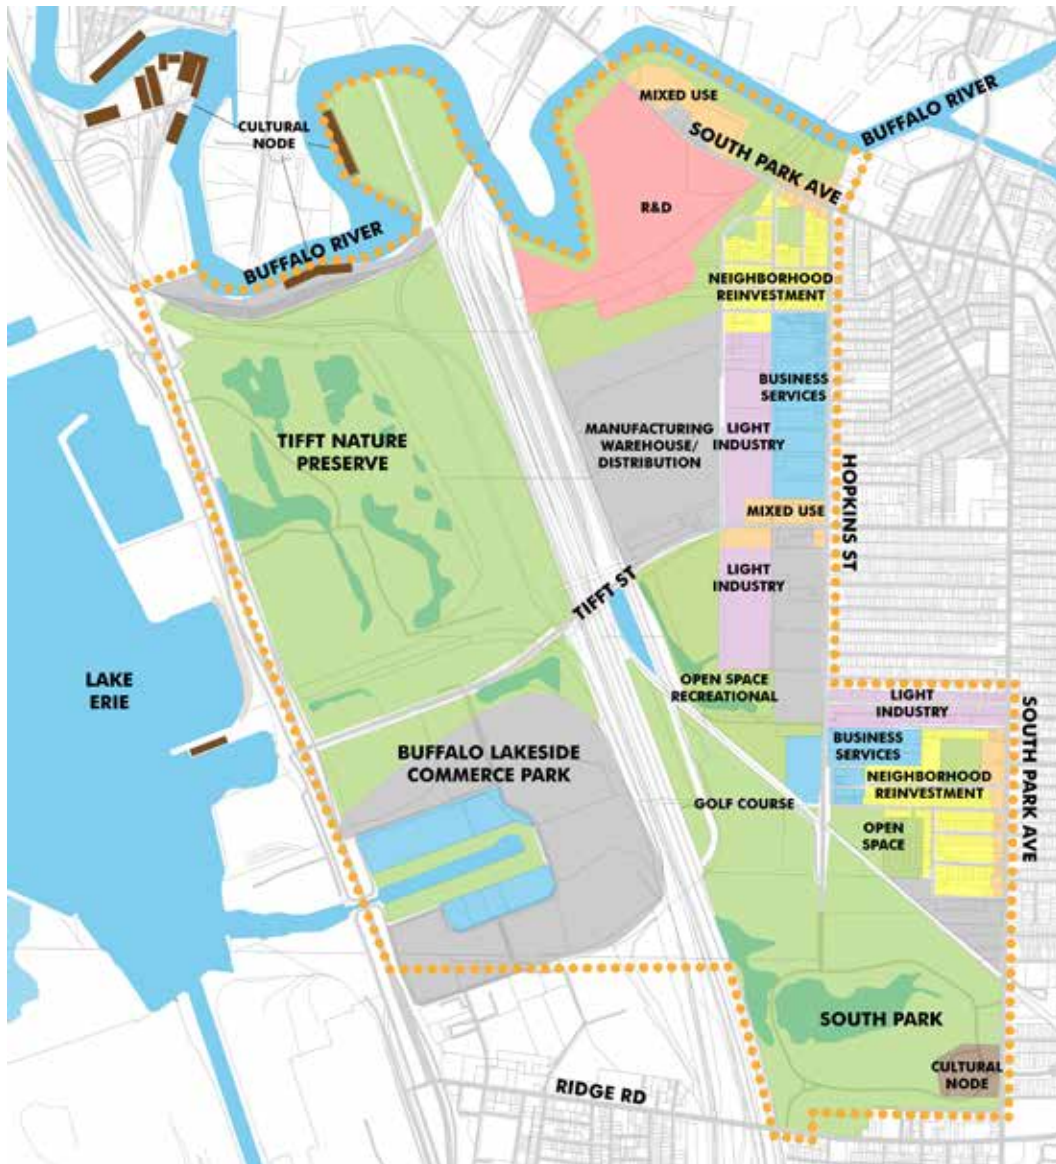 MIXED USE
BUFFALO RIVER
CULTURAL
NODE
SOUTH PARK AVE
R&D
BUFFALO RIVER
NEIGHBORHOOD
REINVESTMENT
BUSINESS
SERVICES
TIFFT NATURE
PRESERVE
MANUFACTURING
WAREHOUSE/
DISTRIBUTION
LIGHT
INDUSTRY
HOPKINS ST
MIXED USE
LIGHT
INDUSTRY
TIFFT ST
LAKE
ERIE
OPEN SPACE
RECREATIONAL
LIGHT
INDUSTRY
SOUTH PARK AVE
BUSINESS
SERVICES
BUFFALO LAKESIDE
COMMERCE PARK
NEIGHBORHOOD
REINVESTMENT
GOLF COURSE
OPEN
SPACE
SOUTH PARK
CULTURAL
NODE
RIDGE RD